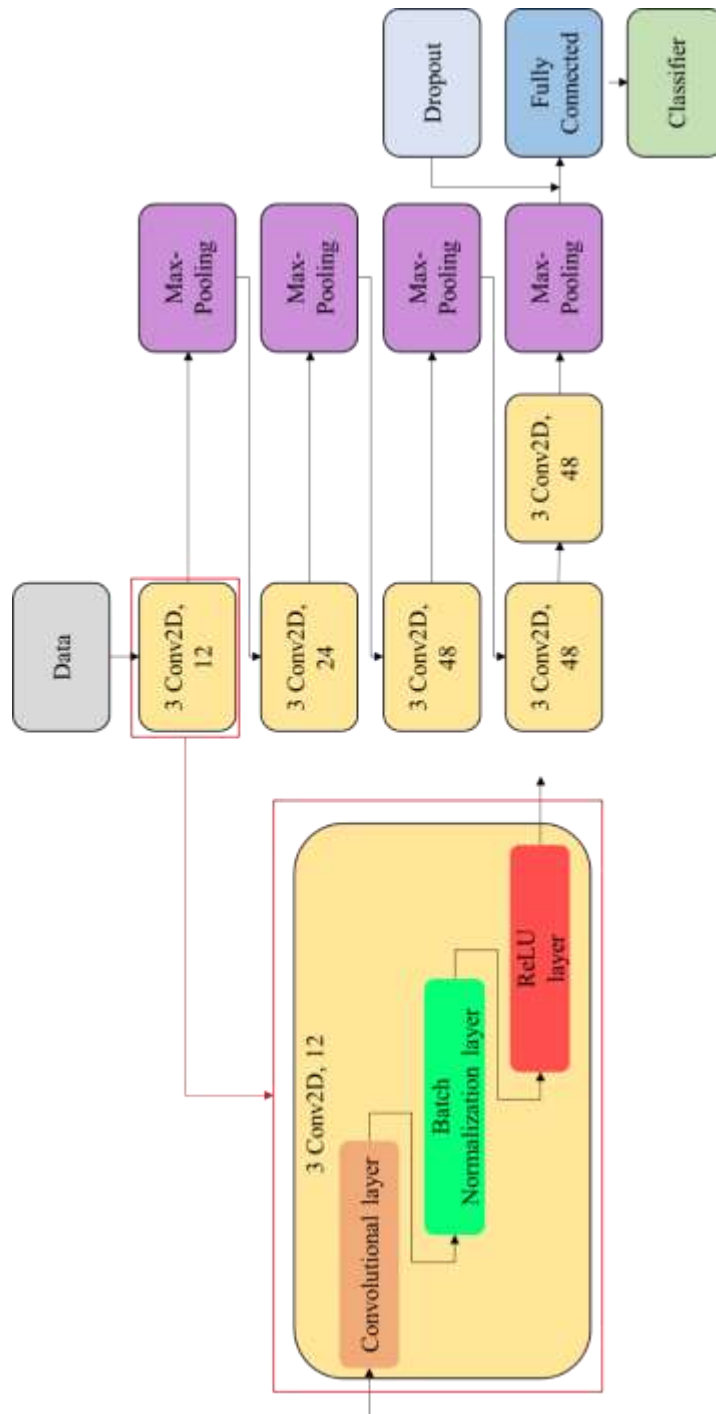 Data
3 Conv2D,
12
Max-
Pooling
3 Conv2D,
24
Max-
Pooling
3 Conv2D,
48
Max-
Pooling
3 Conv2D,
48
3 Conv2D,
48
Max-
Pooling
Dropout
Fully
Connected
Classifier
3 Conv2D, 12
Convolutional layer
Batch
Normalization layer
ReLU
layer